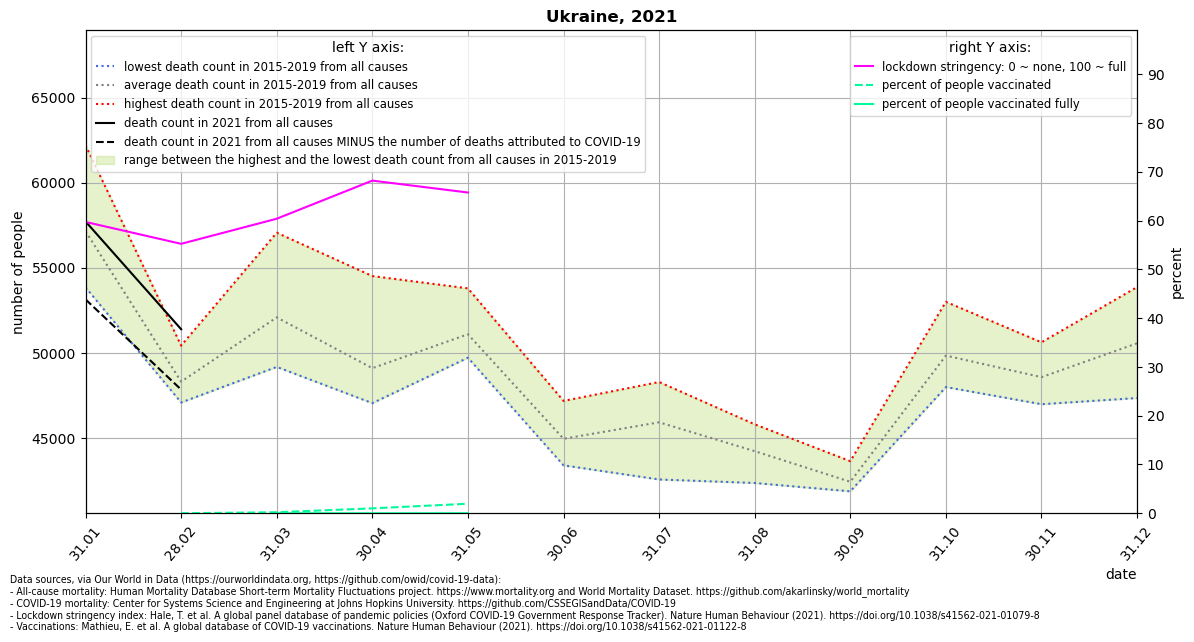 Ukraine, 2021
left Y axis:
lowest death count in 2015-2019 from all causes
average death count in 2015-2019 from all causes
highest death count in 2015-2019 from all causes
death count in 2021 from all causes
death count in 2021 from all causes MINUS the number of deaths attributed to COVID-19
range between the highest and the lowest death count from all causes in 2015-2019
right Y axis:
lockdown stringency: 0 ~ none, 100 ~ full
percent of people vaccinated
percent of people vaccinated fully
number of people
65000
60000
55000
50000
45000
percent
90
80
70
60
50
40
30
20
10
0
31.01
28.02
31.03
30.04
31.05
30.06
31.07
31.08
30.09
31.10
30.11
31.12
date
Data sources, via Our World in Data (https://ourworldindata.org, https://github.com/owid/covid-19-data):
- All-cause mortality: Human Mortality Database Short-term Mortality Fluctuations project. https://www.mortality.org and World Mortality Dataset. https://github.com/akarlinsky/world_mortality
- COVID-19 mortality: Center for Systems Science and Engineering at Johns Hopkins University. https://github.com/CSSEGISandData/COVID-19
- Lockdown stringency index: Hale, T. et al. A global panel database of pandemic policies (Oxford COVID-19 Government Response Tracker). Nature Human Behaviour (2021). https://doi.org/10.1038/s41562-021-01079-8
- Vaccinations: Mathieu, E. et al. A global database of COVID-19 vaccinations. Nature Human Behaviour (2021). https://doi.org/10.1038/s41562-021-01122-8